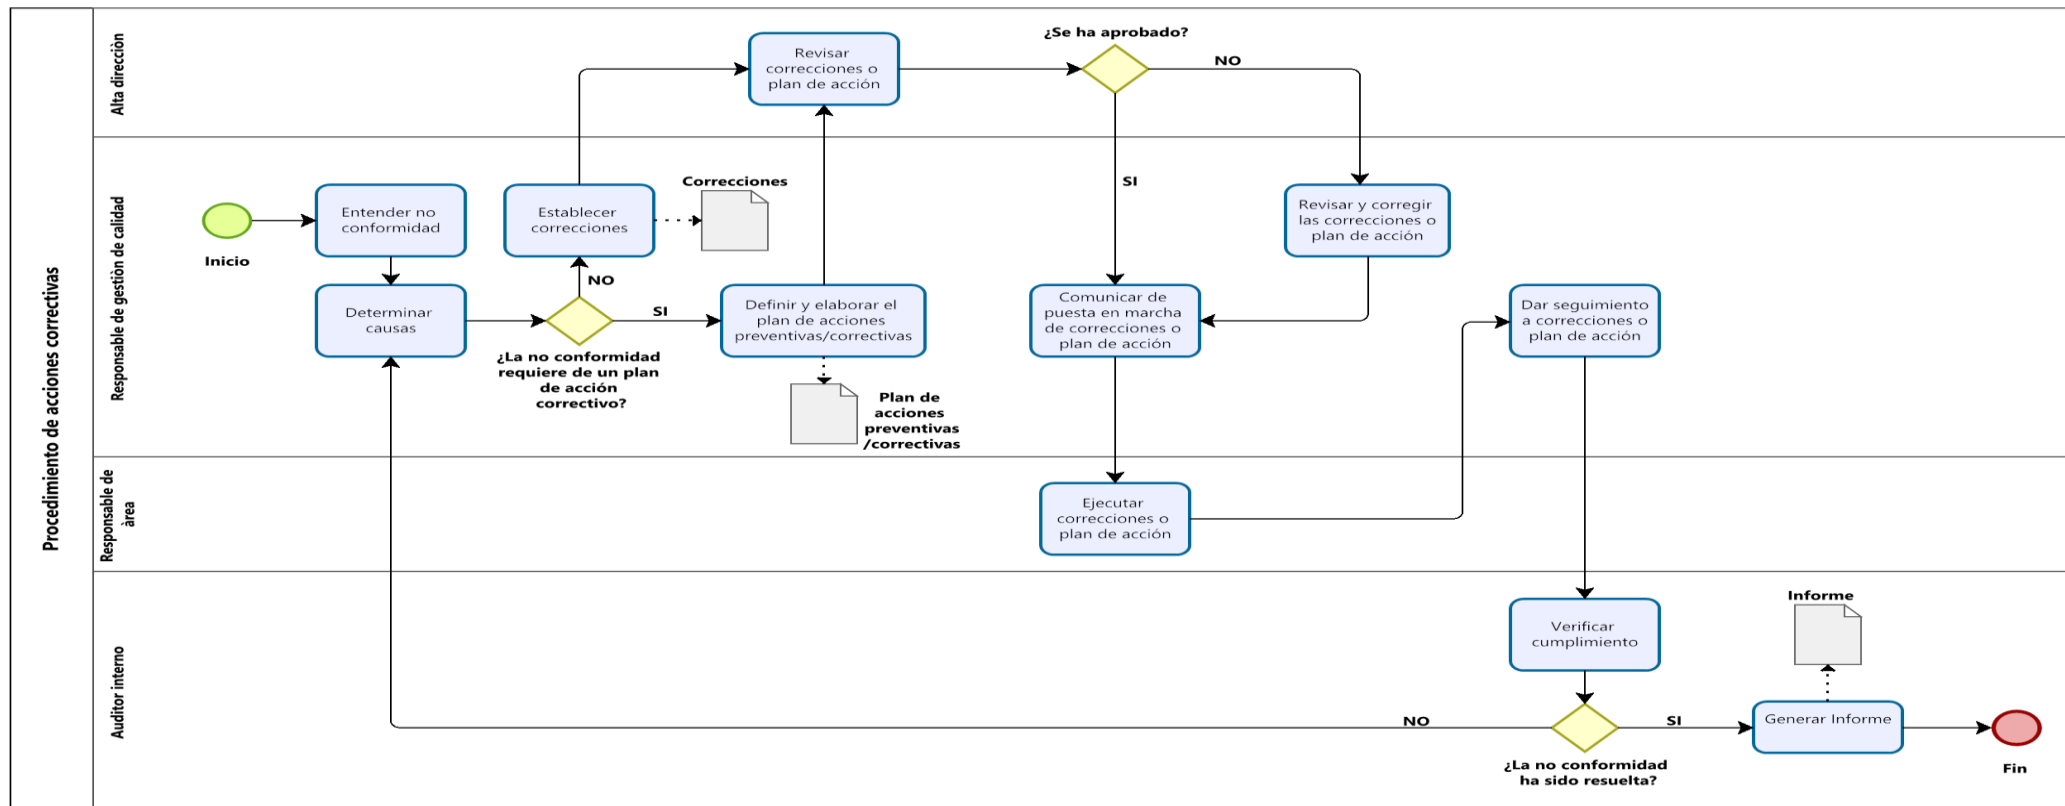 Procedimiento de acciones correctivas
Alta direcciòn
¿Se ha aprobado?
Revisar
correcciones o
plan de acción
NO
SI
Responsable de gestiòn de calidad
Inicio
Entender no
conformidad
Establecer
correcciones
Correcciones
Revisar y corregir
las correcciones o
plan de acción
Determinar
causas
NO
SI
¿La no conformidad
requiere de un plan
de acción
correctivo?
Definir y elaborar el
plan de acciones
preventivas/correctivas
Plan de
acciones
preventivas
/correctivas
Comunicar de
puesta en marcha
de correcciones o
plan de acción
Dar seguimiento
a correcciones o
plan de acción
Responsable de
àrea
Ejecutar
correcciones o
plan de acción
Auditor interno
Verificar
cumplimiento
Informe
NO
SI
¿La no conformidad
ha sido resuelta?
Generar Informe
Fin